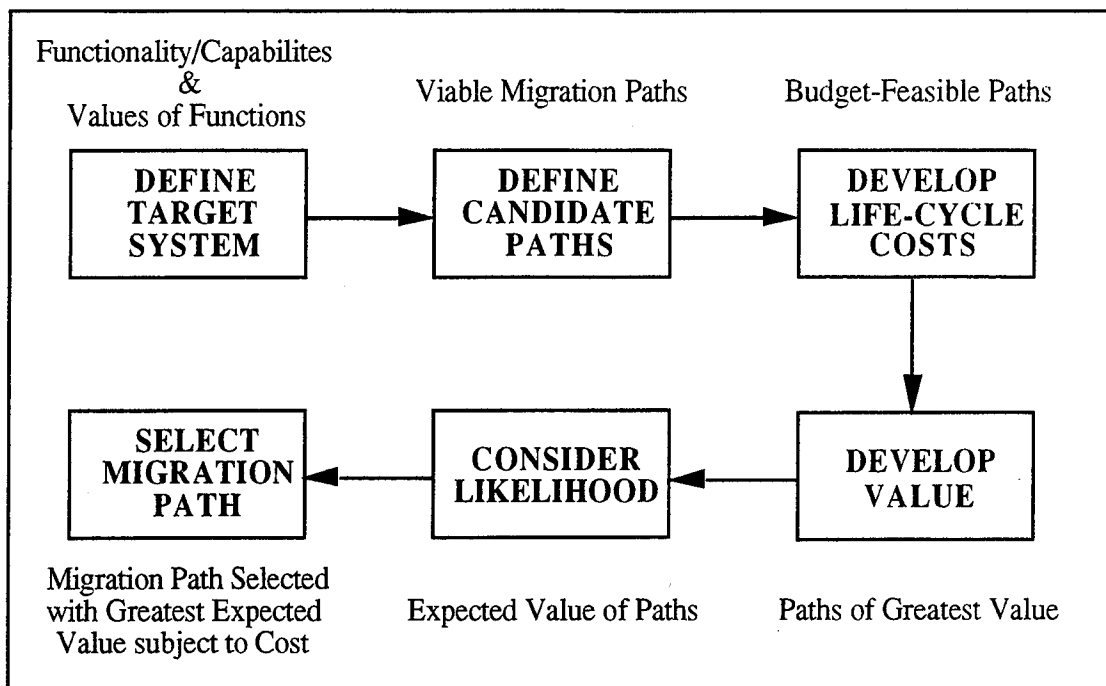 Functionality/Capabilites
&
Values of Functions
Viable Migration Paths
Budget-Feasible Paths
DEFINE
TARGET
SYSTEM
DEFINE
CANDIDATE
PATHS
DEVELOP
LIFE-CYCLE
COSTS
SELECT
MIGRATION
PATH
CONSIDER
LIKELIHOOD
DEVELOP
VALUE
Migration Path Selected
with Greatest Expected
Value subject to Cost
Expected Value of Paths
Paths of Greatest Value